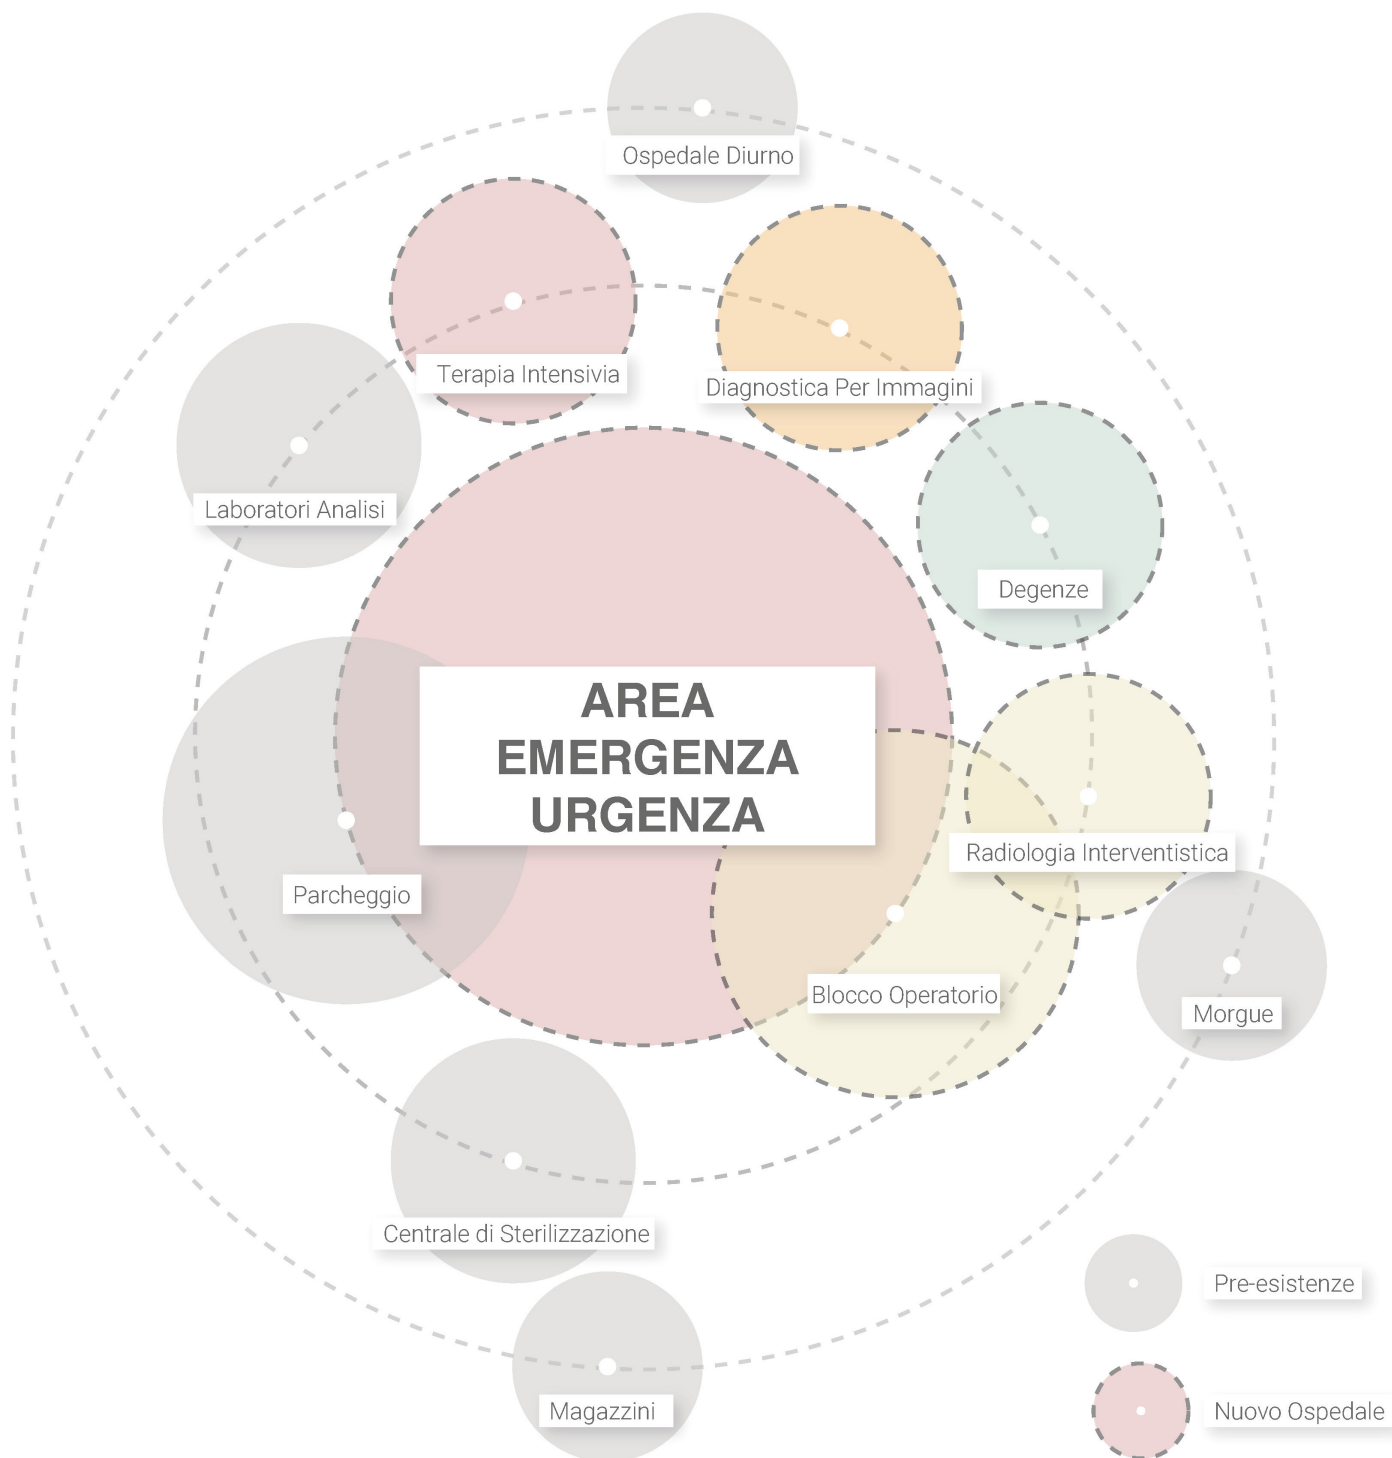 Ospedale Diurno
Terapia Intensivia
Diagnostica Per Immagini
Laboratori Analisi
Degenze
AREA
EMERGENZA
URGENZA
Radiologia Interventistica
Parcheggio
Blocco Operatorio
Morgue
Centrale di Sterilizzazione
Pre-esistenze
Magazzini
Nuovo Ospedale